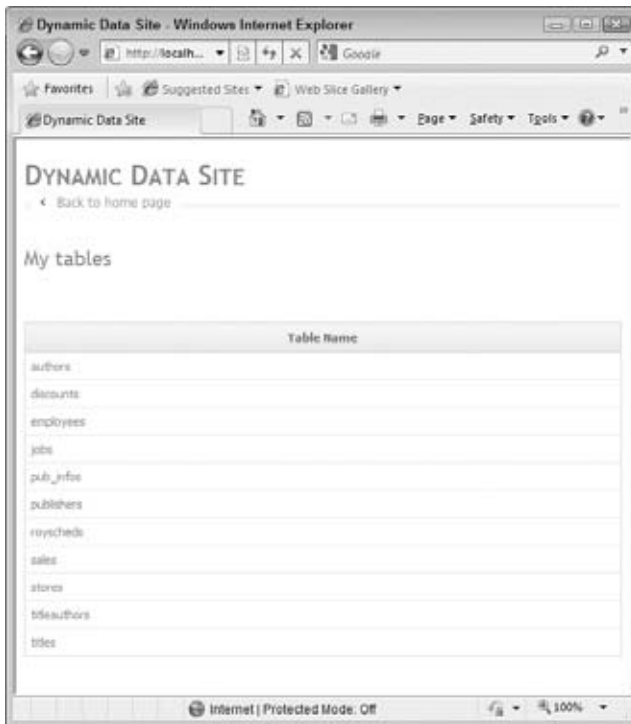 Dynamic Data Site - Windows Internet Explorer
http://localh... Google
Favorites Suggested Sites Web Slice Gallery
Dynamic Data Site Page Safety Tools
DYNAMIC DATA SITE
< Back to home page
My tables
Table Name
authors
discounts
employees
jobs
pub_infos
publishers
royscheds
sales
stores
titleauthors
titles
Internet | Protected Mode: Off 100%